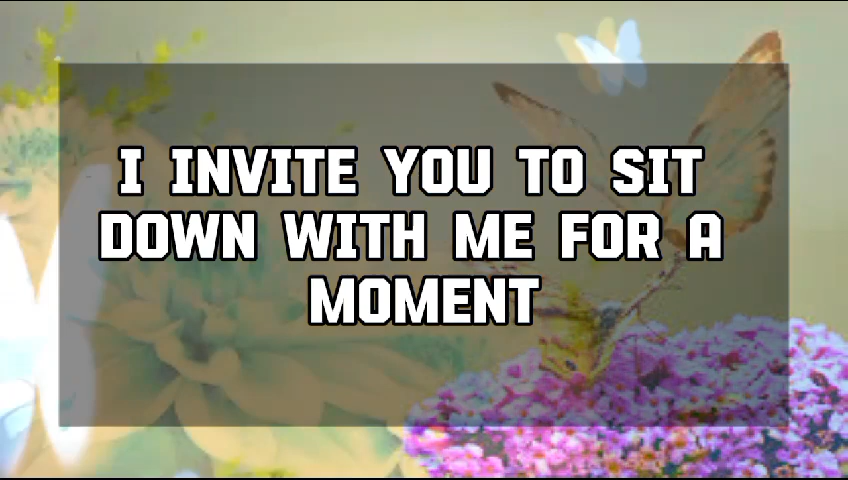 I INVITE YOU TO SIT
DOWN WITH ME FOR A
MOMENT